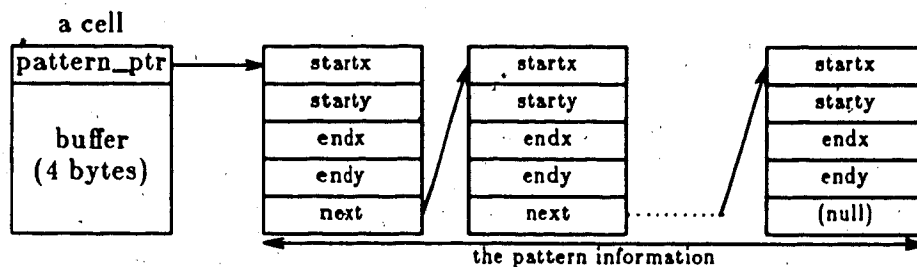 a cell
pattern_ptr
buffer
(4 bytes)
startx
starty
endx
endy
next
startx
starty
endx
endy
next
startx
starty
endx
endy
(null)
the pattern information